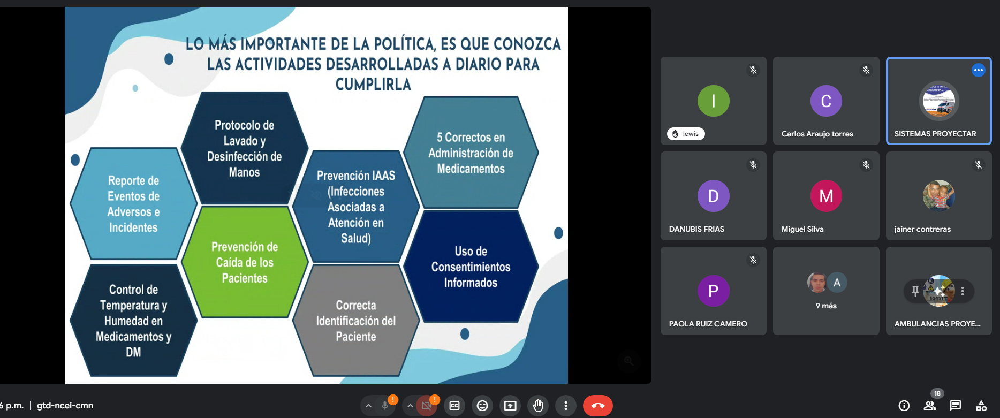 LO MÁS IMPORTANTE DE LA POLÍTICA, ES QUE CONOZCA
LAS ACTIVIDADES DESARROLLADAS A DIARIO PARA
CUMPLIRLA
Reporte de
Eventos de
Adversos e
Incidentes
Control de
Temperatura y
Humedad en
Medicamentos y
DM
Protocolo de
Lavado y
Desinfección de
Manos
Prevención de
Caída de los
Pacientes
Prevención IAAS
(Infecciones
Asociadas a
Atención en
Salud)
Correcta
Identificación del
Paciente
5 Correctos en
Administración de
Medicamentos
Uso de
Consentimientos
Informados
I
lewis
C
Carlos Araujo torres
SISTEMAS PROYECTAR
D
DANUBIS FRIAS
M
Miguel Silva
jainer contreras
P
PAOLA RUIZ CAMERO
A
9 más
SG-SST
AMBULANCIAS PROYE...
6 p.m. | gtd-ncei-cmn
CC
18